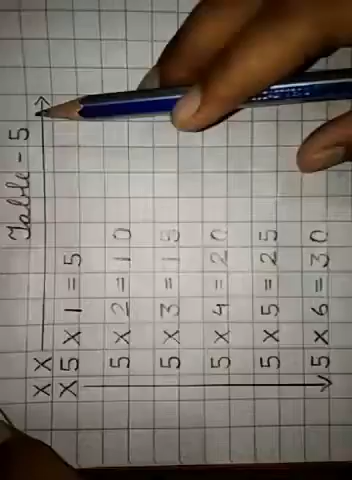 Table - 5
X X
X 5 X 1 = 5
5 X 2 = 10
5 X 3 = 15
5 X 4 = 20
5 X 5 = 25
5 X 6 = 30